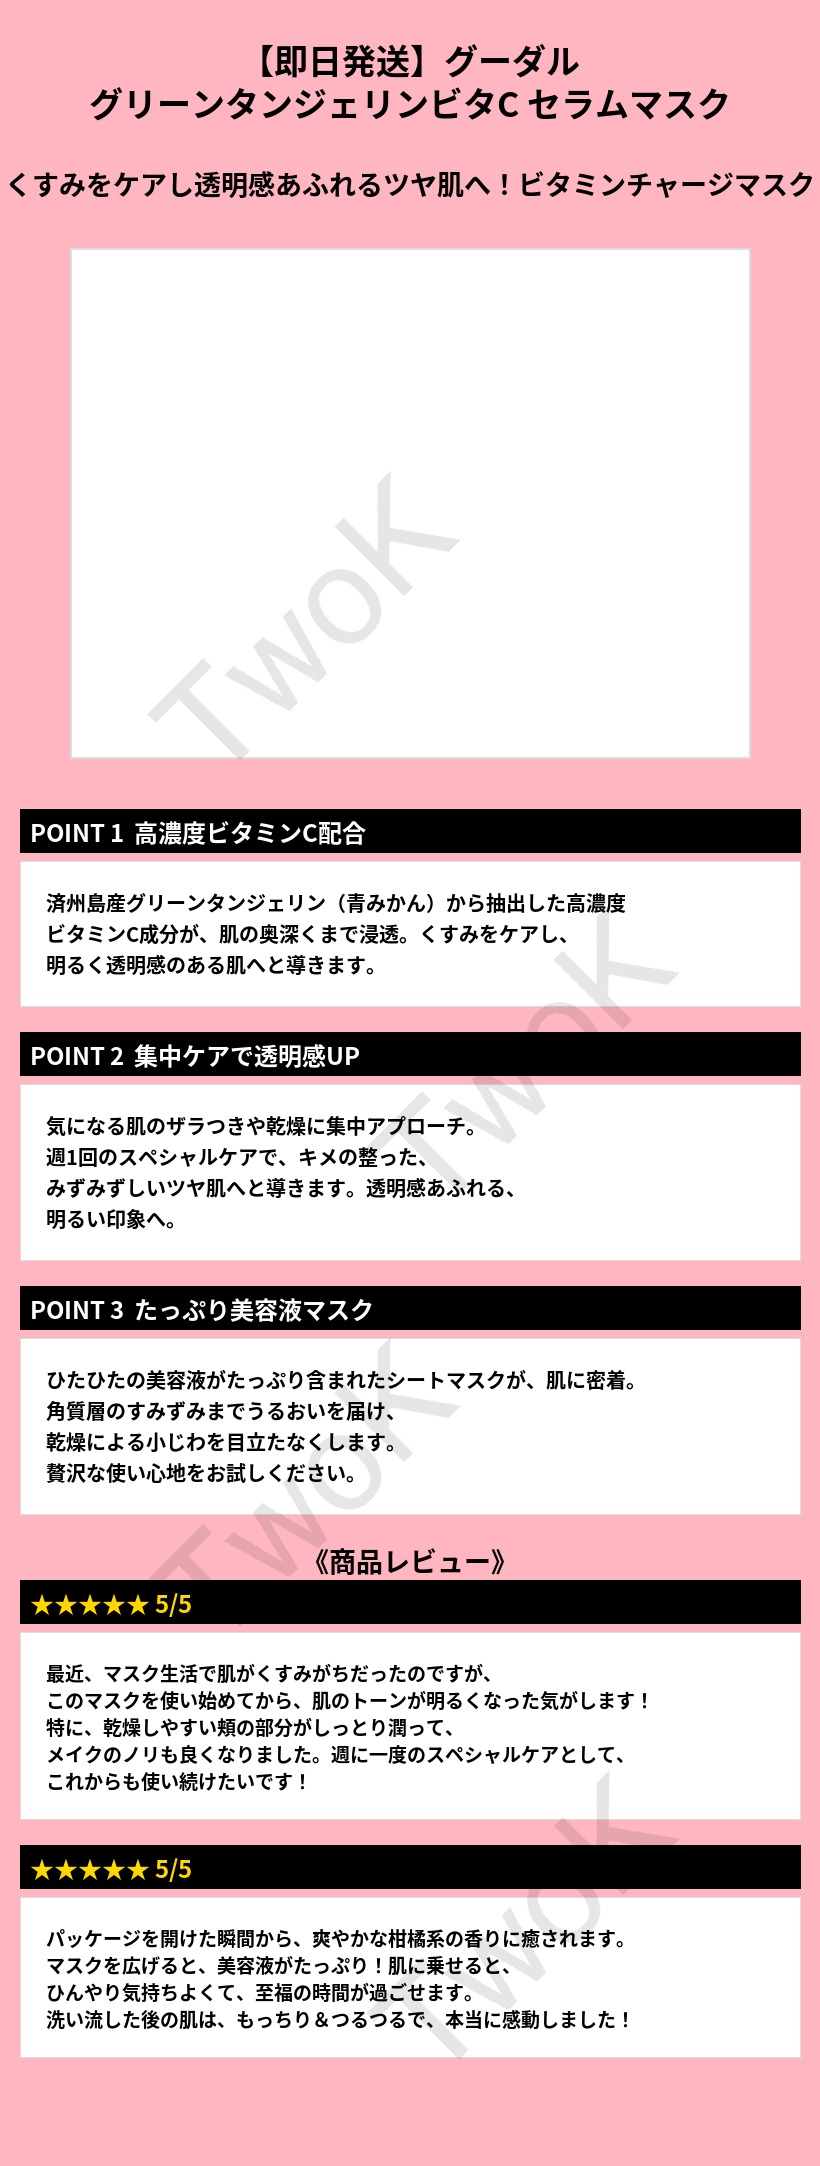 【即日発送】グーダル
グリーンタンジェリンビタC セラムマスク
くすみをケアし透明感あふれるツヤ肌へ！ビタミンチャージマスク
TwoK
POINT 1 高濃度ビタミンC配合
済州島産グリーンタンジェリン（青みかん）から抽出した高濃度
ビタミンC成分が、肌の奥深くまで浸透。くすみをケアし、
明るく透明感のある肌へと導きます。
TwoK
POINT 2 集中ケアで透明感UP
気になる肌のザラつきや乾燥に集中アプローチ。
週1回のスペシャルケアで、キメの整った、
みずみずしいツヤ肌へと導きます。透明感あふれる、
明るい印象へ。
POINT 3 たっぷり美容液マスク
ひたひたの美容液がたっぷり含まれたシートマスクが、肌に密着。
角質層のすみずみまでうるおいを届け、
乾燥による小じわを目立たなくします。
贅沢な使い心地をお試しください。
TwoK
《商品レビュー》
★★★★★ 5/5
最近、マスク生活で肌がくすみがちだったのですが、
このマスクを使い始めてから、肌のトーンが明るくなった気がします！
特に、乾燥しやすい頬の部分がしっとり潤って、
メイクのノリも良くなりました。週に一度のスペシャルケアとして、
これからも使い続けたいです！
★★★★★ 5/5
パッケージを開けた瞬間から、爽やかな柑橘系の香りに癒されます。
マスクを広げると、美容液がたっぷり！肌に乗せると、
ひんやり気持ちよくて、至福の時間が過ごせます。
洗い流した後の肌は、もっちり＆つるつるで、本当に感動しました！
TwoK